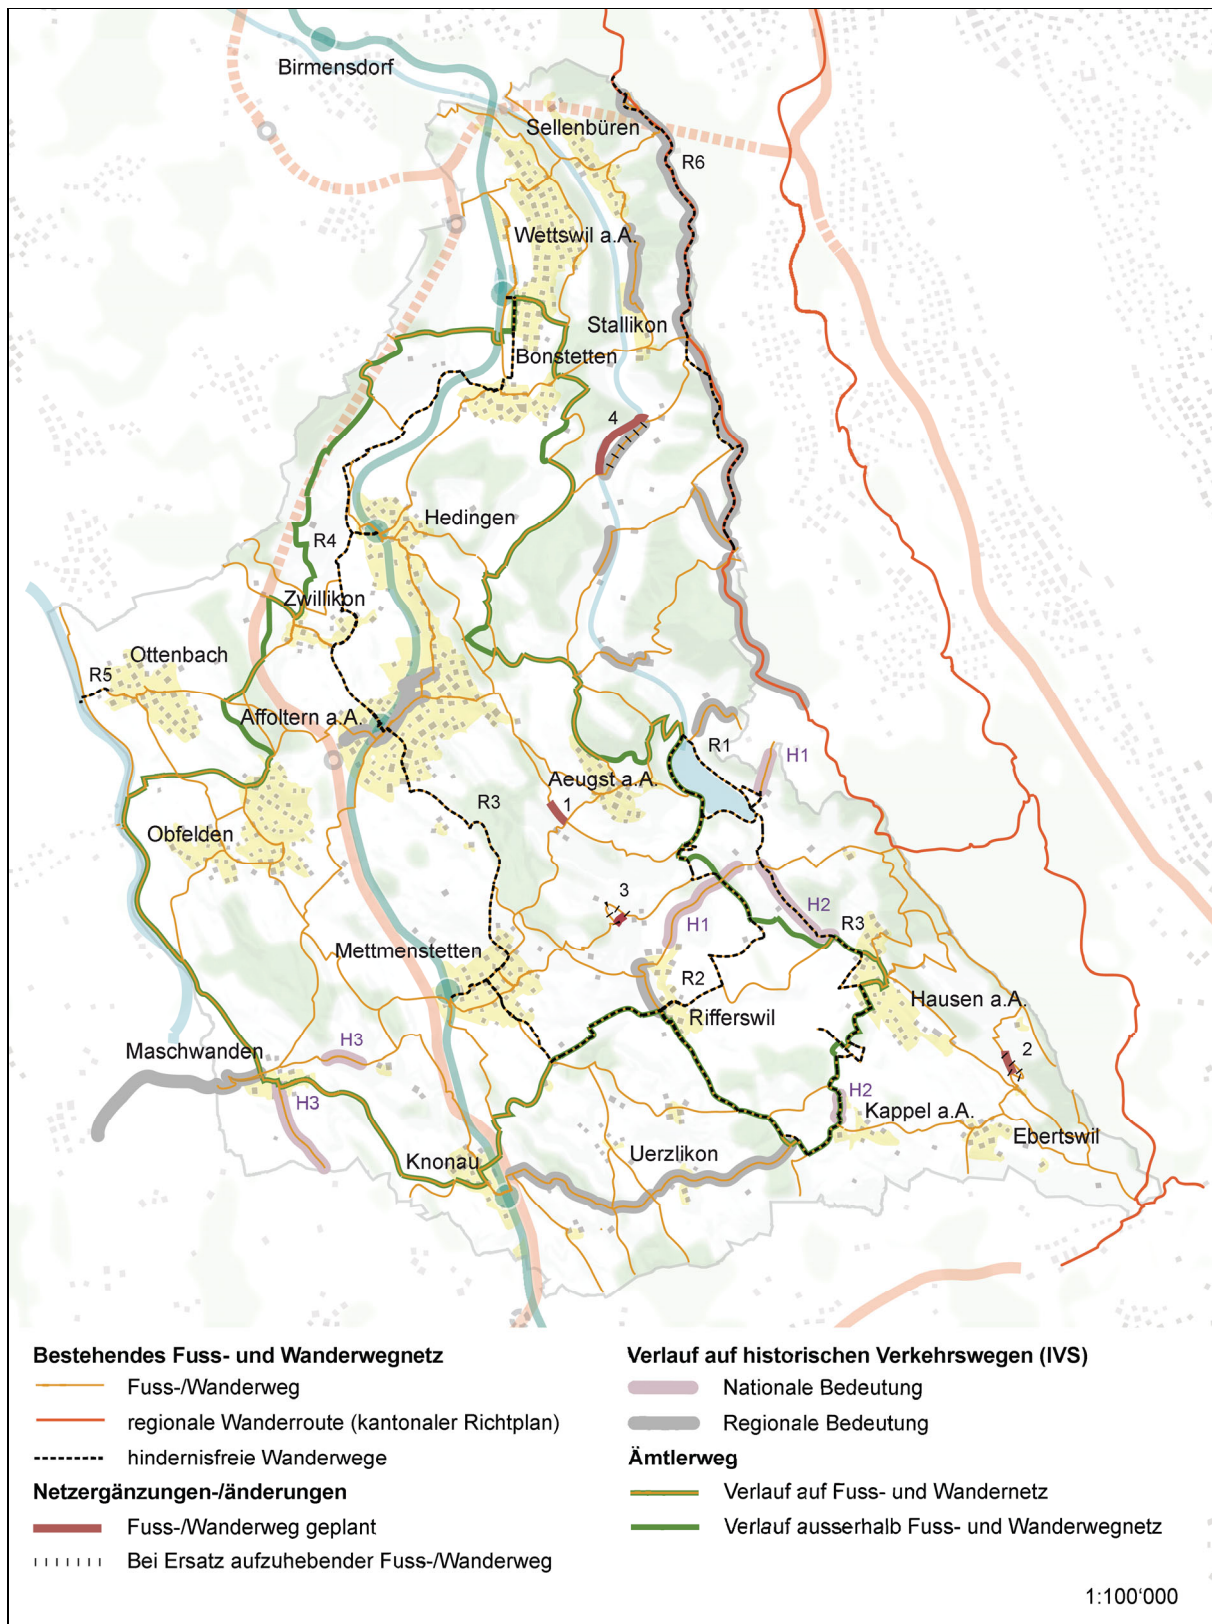 Birmensdorf
Sellenbüren
R6
Wettswil a.A.
Stallikon
Bonstetten
4
Hedingen
R4
Zwillikon
Ottenbach
R5
Affoltern a.A.
R1
H1
Aeugst a.A.
1
R3
Obfelden
3
H2
H1
R3
Mettmenstetten
R2
Hausen a.A.
Rifferswil
H3
Maschwanden
2
H3
H2
Kappel a.A.
Ebertswil
Uerzlikon
Knonau
Bestehendes Fuss- und Wanderwegnetz
Fuss-/Wanderweg
regionale Wanderroute (kantonaler Richtplan)
hindernisfreie Wanderwege
Netzergänzungen-/änderungen
Fuss-/Wanderweg geplant
Bei Ersatz aufzuhebender Fuss-/Wanderweg
Verlauf auf historischen Verkehrswegen (IVS)
Nationale Bedeutung
Regionale Bedeutung
Ämtlerweg
Verlauf auf Fuss- und Wandernetz
Verlauf ausserhalb Fuss- und Wanderwegnetz
1:100'000